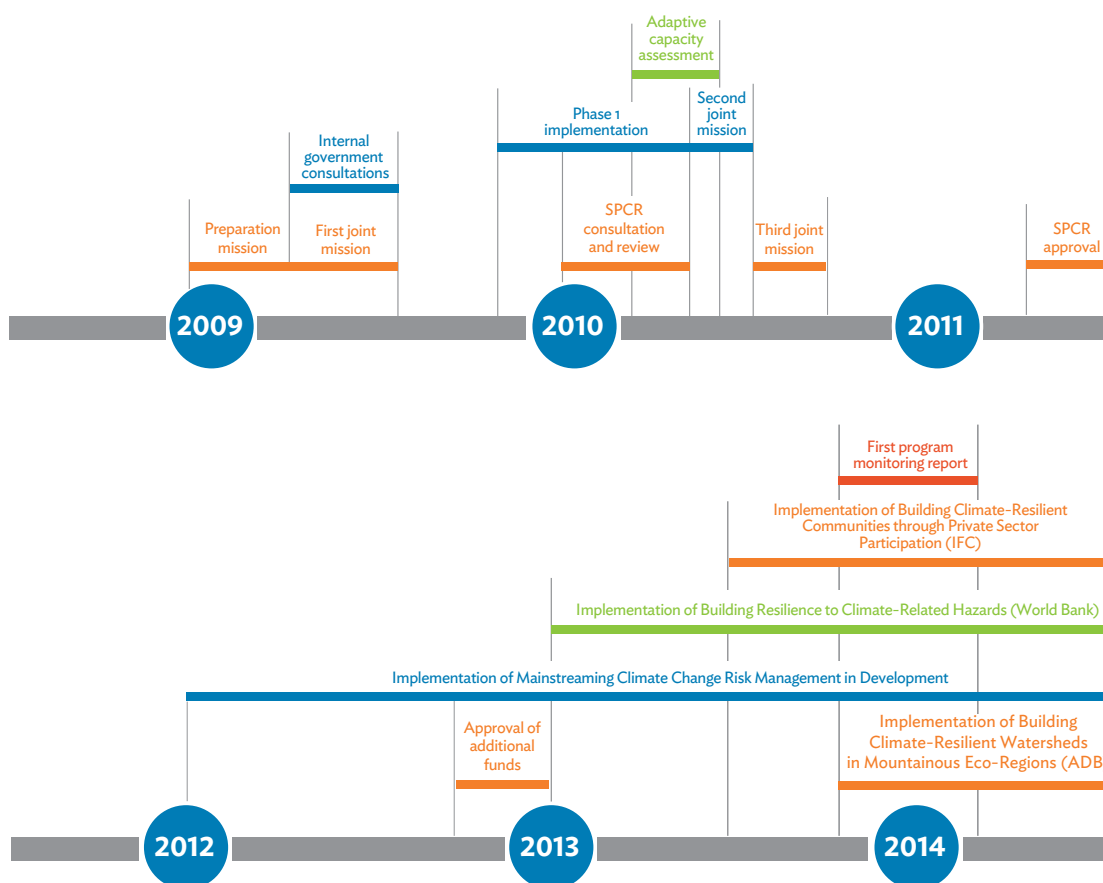 Adaptive
capacity
assessment
Second
joint
mission
Phase 1
implementation
Internal
government
consultations
Preparation
mission
First joint
mission
SPCR
consultation
and review
Third joint
mission
SPCR
approval
2009
2010
2011
First program
monitoring report
Implementation of Building Climate-Resilient
Communities through Private Sector
Participation (IFC)
Implementation of Building Resilience to Climate-Related Hazards (World Bank)
Implementation of Mainstreaming Climate Change Risk Management in Development
Approval of
additional
funds
Implementation of Building
Climate-Resilient Watersheds
in Mountainous Eco-Regions (ADB
2012
2013
2014